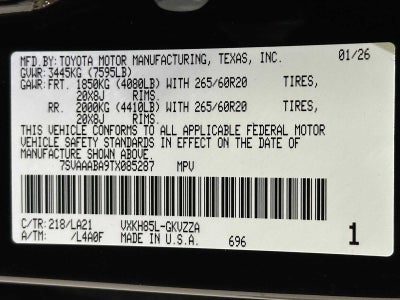 MFD.BY: TOYOTA MOTOR MANUFACTURING, TEXAS, INC. 01/26
GVWR: 3445KG (7595LB)
GAWR: FRT. 1850KG (4080LB) WITH 265/60R20 TIRES,
20X8J RIMS.
RR. 2000KG (4410LB) WITH 265/60R20 TIRES,
20X8J RIMS.
THIS VEHICLE CONFORMS TO ALL APPLICABLE FEDERAL MOTOR
VEHICLE SAFETY STANDARDS IN EFFECT ON THE DATE OF
MANUFACTURE SHOWN ABOVE.
7SVAAABA9TX085287 MPV
C/TR: 218/LA21 VXKH85L-GKVZZA
A/TM: /L4A0F MADE IN U.S.A. 696 1